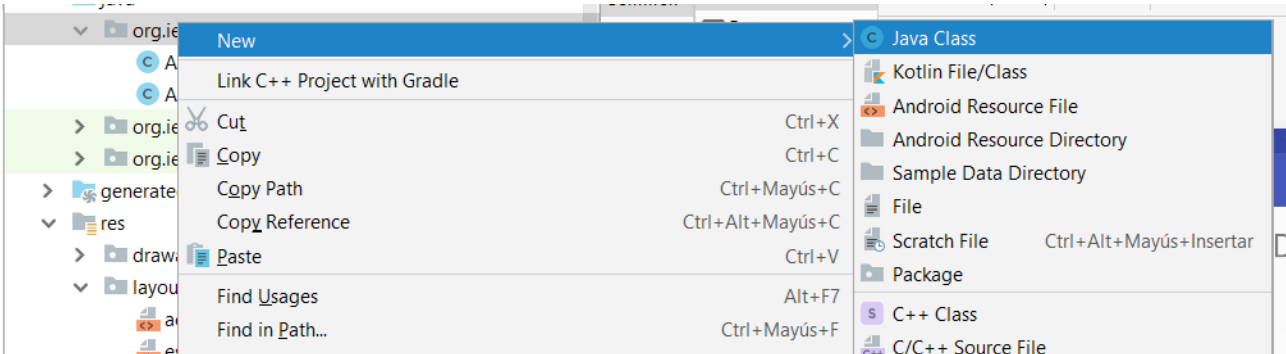 org.ie
A
A
org.ie
org.ie
generate
res
drawa
layou
New
Link C++ Project with Gradle
Cut Ctrl+X
Copy Ctrl+C
Copy Path Ctrl+Mayús+C
Copy Reference Ctrl+Alt+Mayús+C
Paste Ctrl+V
Find Usages Alt+F7
Find in Path... Ctrl+Mayús+F
Java Class
Kotlin File/Class
Android Resource File
Android Resource Directory
Sample Data Directory
File
Scratch File Ctrl+Alt+Mayús+Insertar
Package
C++ Class
C/C++ Source File